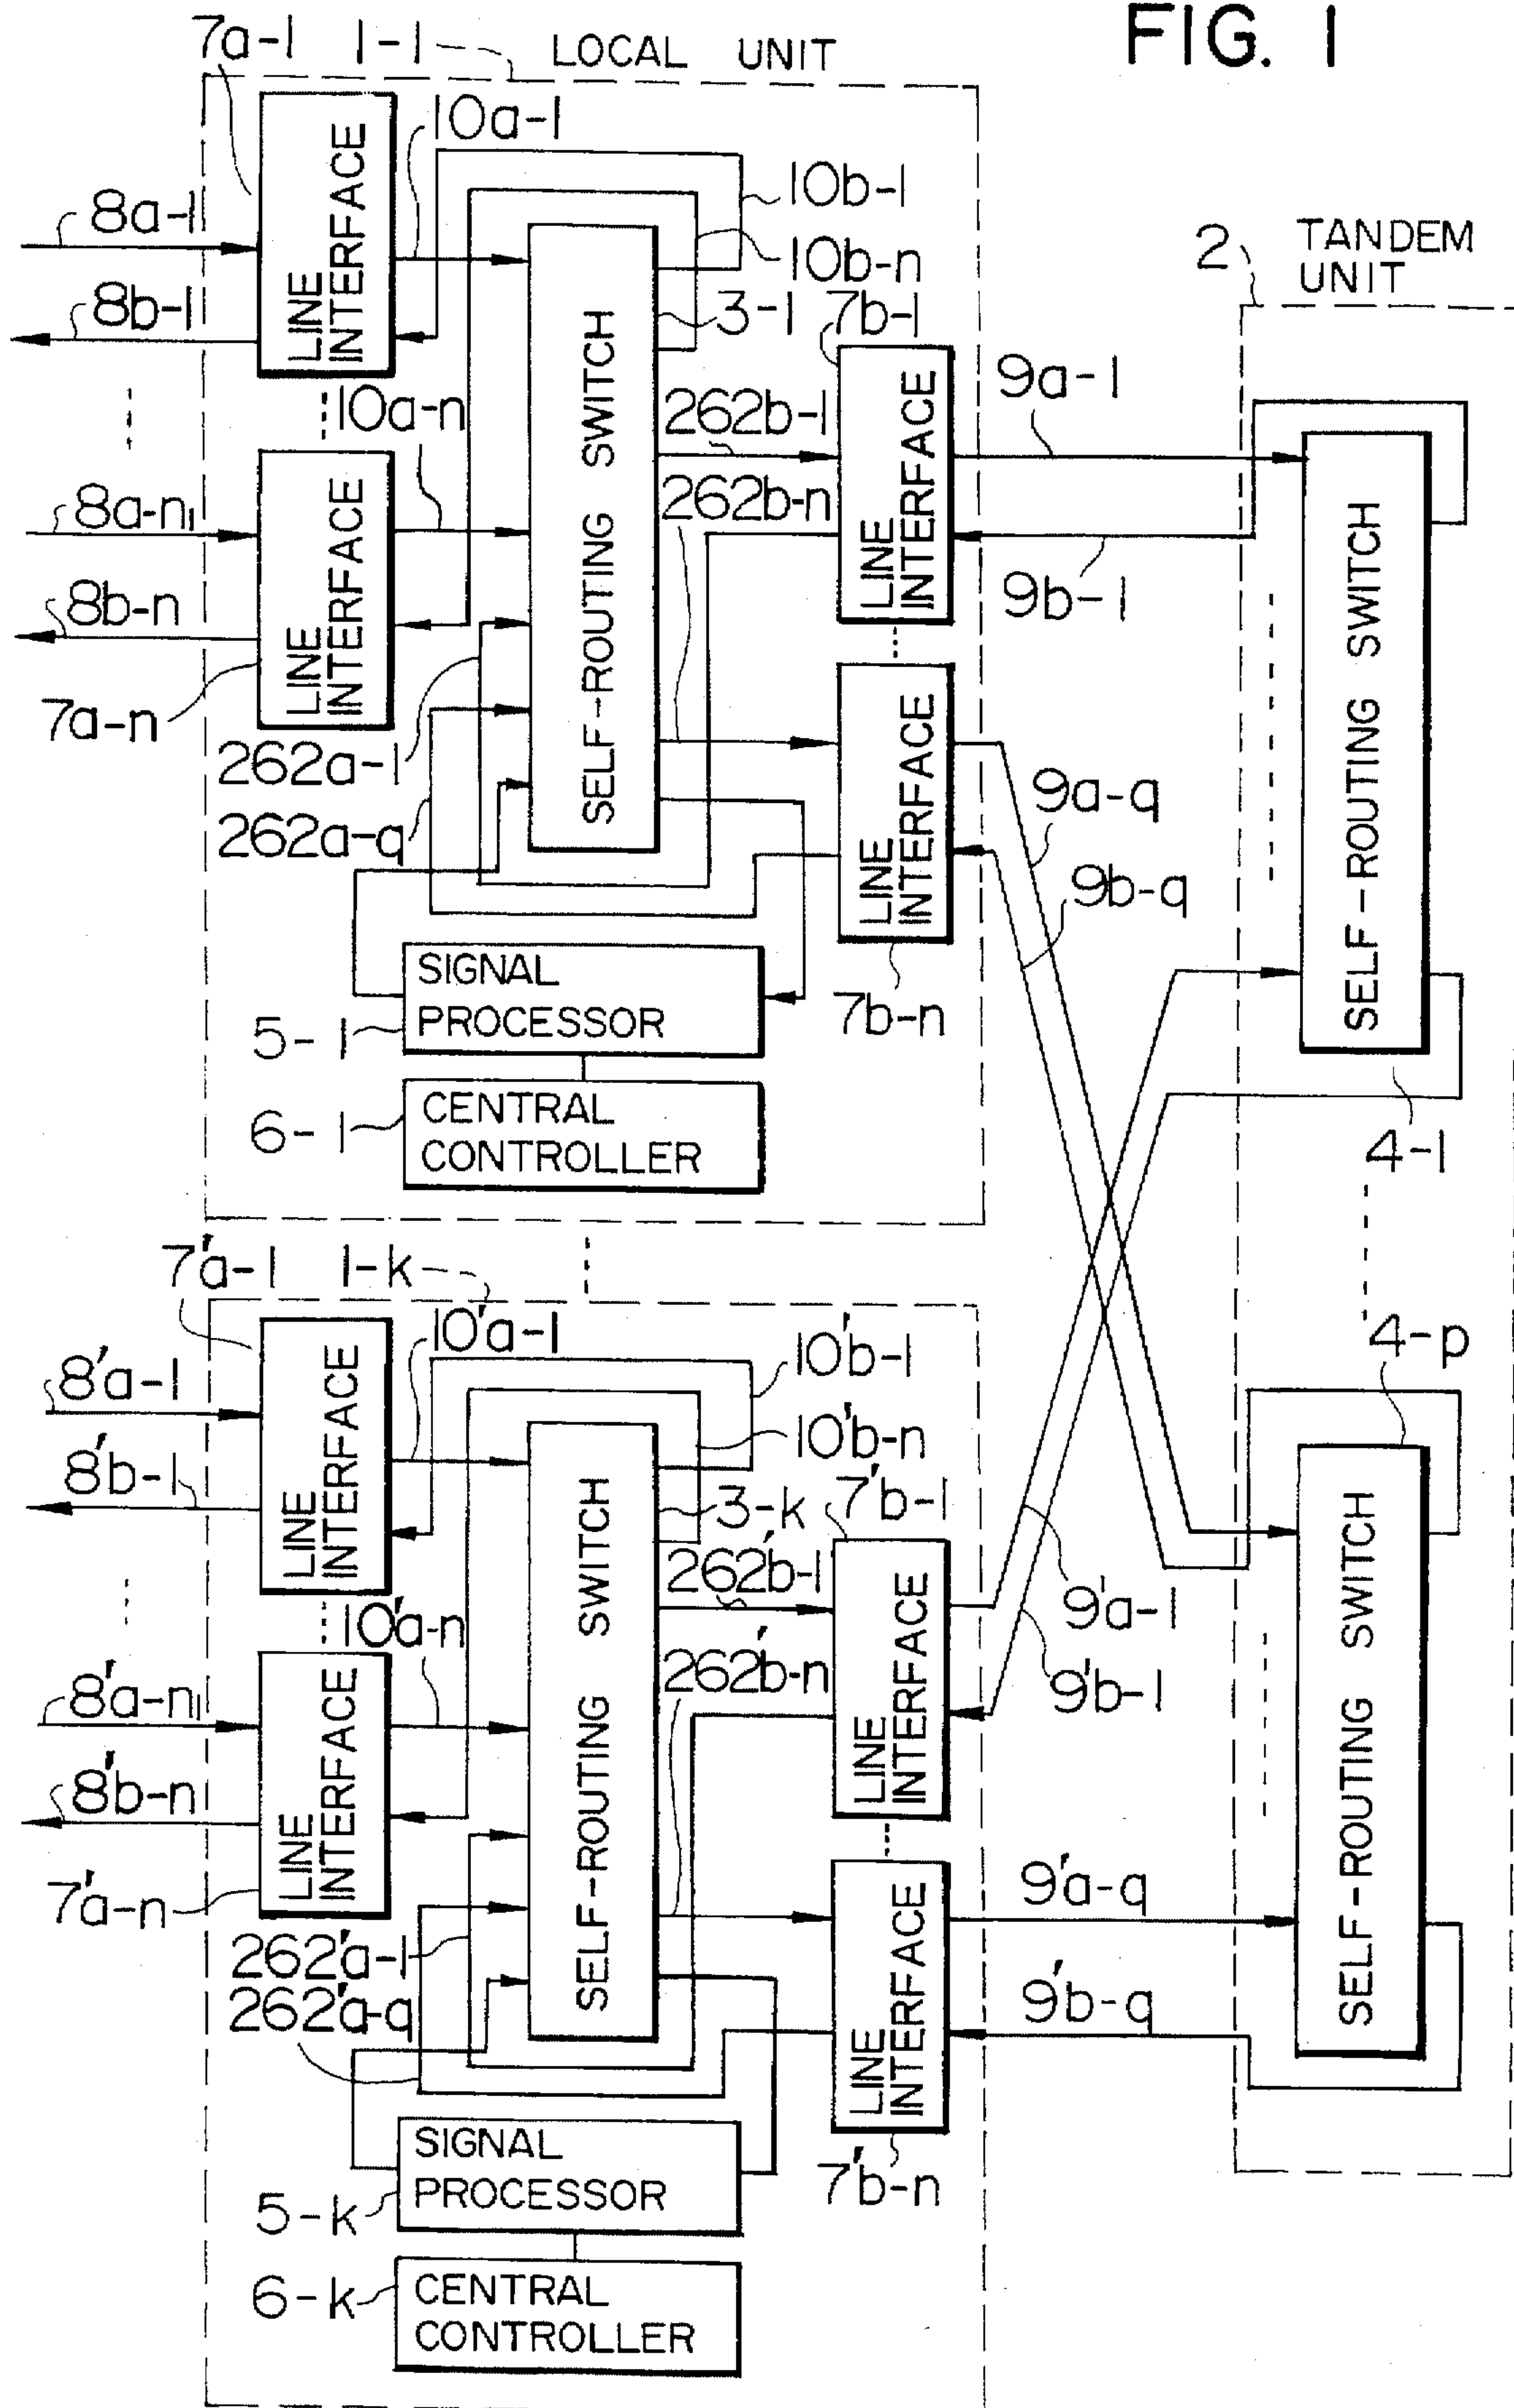 FIG. 1
7a-1
1-1
LOCAL UNIT
10a-1
10b-1
8a-1
LINE
INTERFACE
10b-n
2
TANDEM
UNIT
8b-1
3-1
7b-1
9a-1
10a-n
262b-1
262b-n
8a-n
LINE
INTERFACE
SELF-ROUTING SWITCH
LINE
INTERFACE
9b-1
8b-n
LINE
INTERFACE
SELF-ROUTING SWITCH
7a-n
262a-1
9a-q
262a-q
9b-q
SIGNAL
PROCESSOR
7b-n
5-1
CENTRAL
CONTROLLER
6-1
4-1
7'a-1
1-k
10'a-1
10'b-1
4-p
8'a-1
LINE
INTERFACE
10'b-n
8'b-1
3-k
7'b-1
262'b-1
9'a-1
10'a-n
262'b-n
8'a-n
LINE
INTERFACE
SELF-ROUTING SWITCH
LINE
INTERFACE
9'b-1
SELF-ROUTING SWITCH
8'b-n
7'a-n
9'a-q
262'a-1
262'a-q
LINE
INTERFACE
9'b-q
SIGNAL
PROCESSOR
7'b-n
5-k
CENTRAL
CONTROLLER
6-k